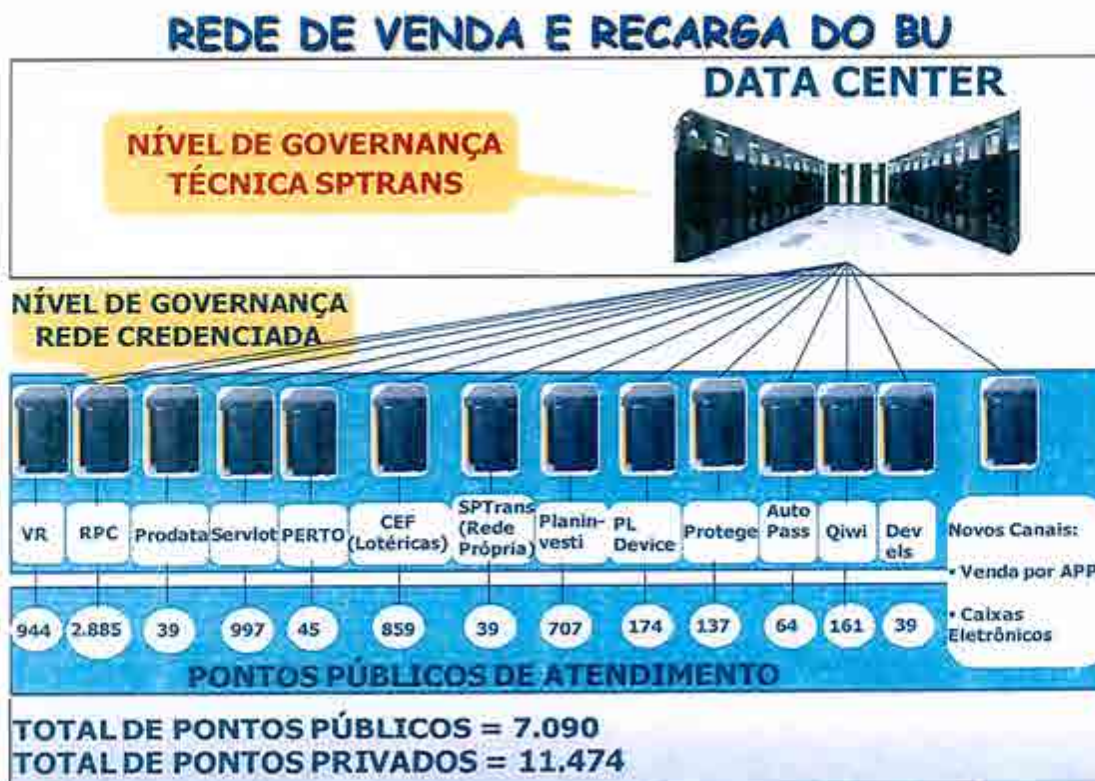 REDE DE VENDA E RECARGA DO BU
DATA CENTER
NÍVEL DE GOVERNANÇA
TÉCNICA SPTRANS
NÍVEL DE GOVERNANÇA
REDE CREDENCIADA
VR
RPC
Prodata
Servlot
PERTO
CEF
(Lotéricas)
SPTrans
(Rede
Própria)
Planin-
vesti
PL
Device
Protege
Auto
Pass
Qiwi
Dev
els
Novos Canais:
• Venda por APP
• Caixas
Eletrônicos
944
2.885
39
997
45
859
39
707
174
137
64
161
39
PONTOS PÚBLICOS DE ATENDIMENTO
TOTAL DE PONTOS PÚBLICOS = 7.090
TOTAL DE PONTOS PRIVADOS = 11.474